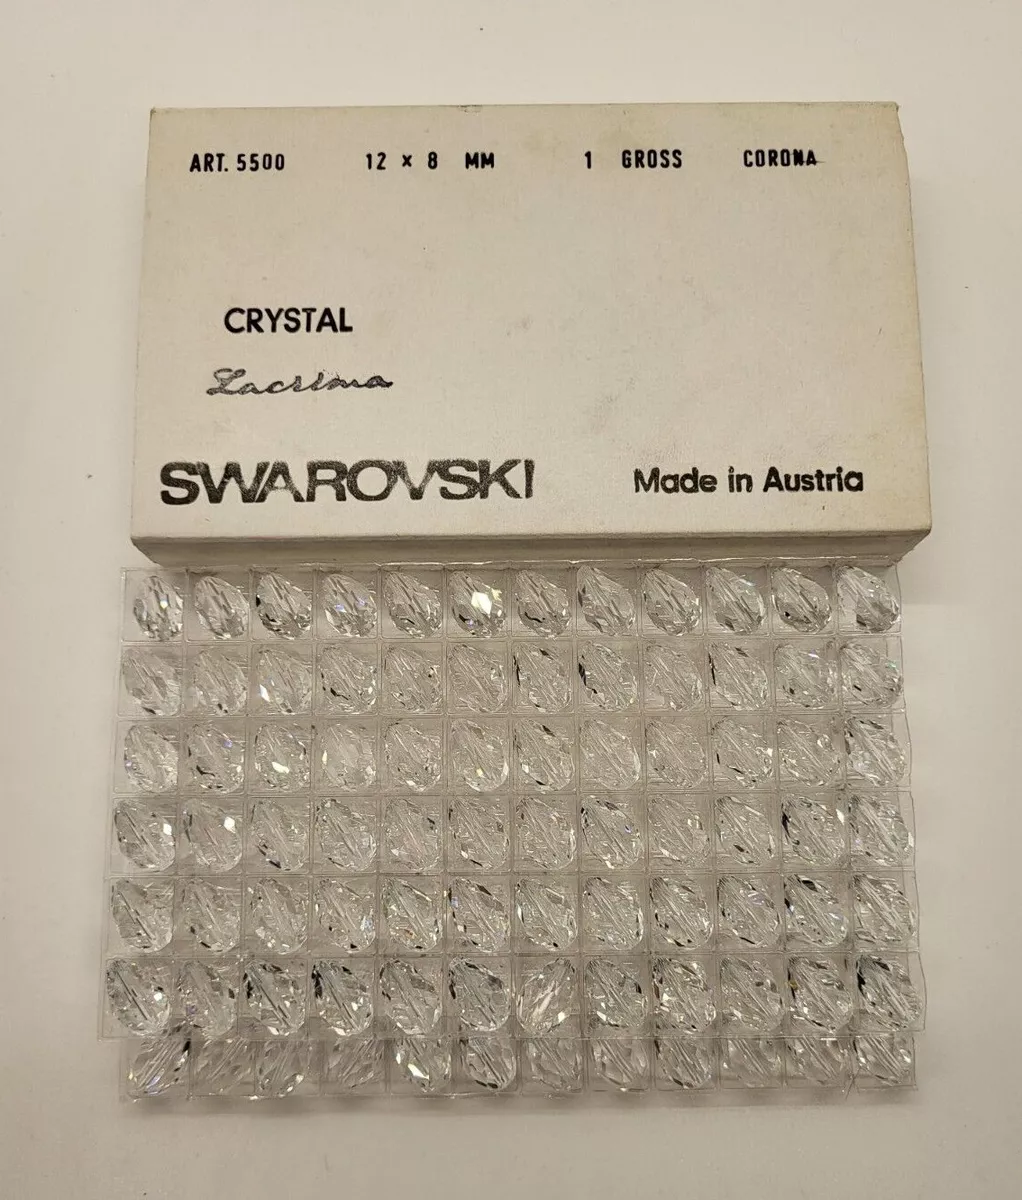 ART. 5500 12 × 8 MM 1 GROSS CORONA
CRYSTAL
Lacrima
SWAROVSKI Made in Austria